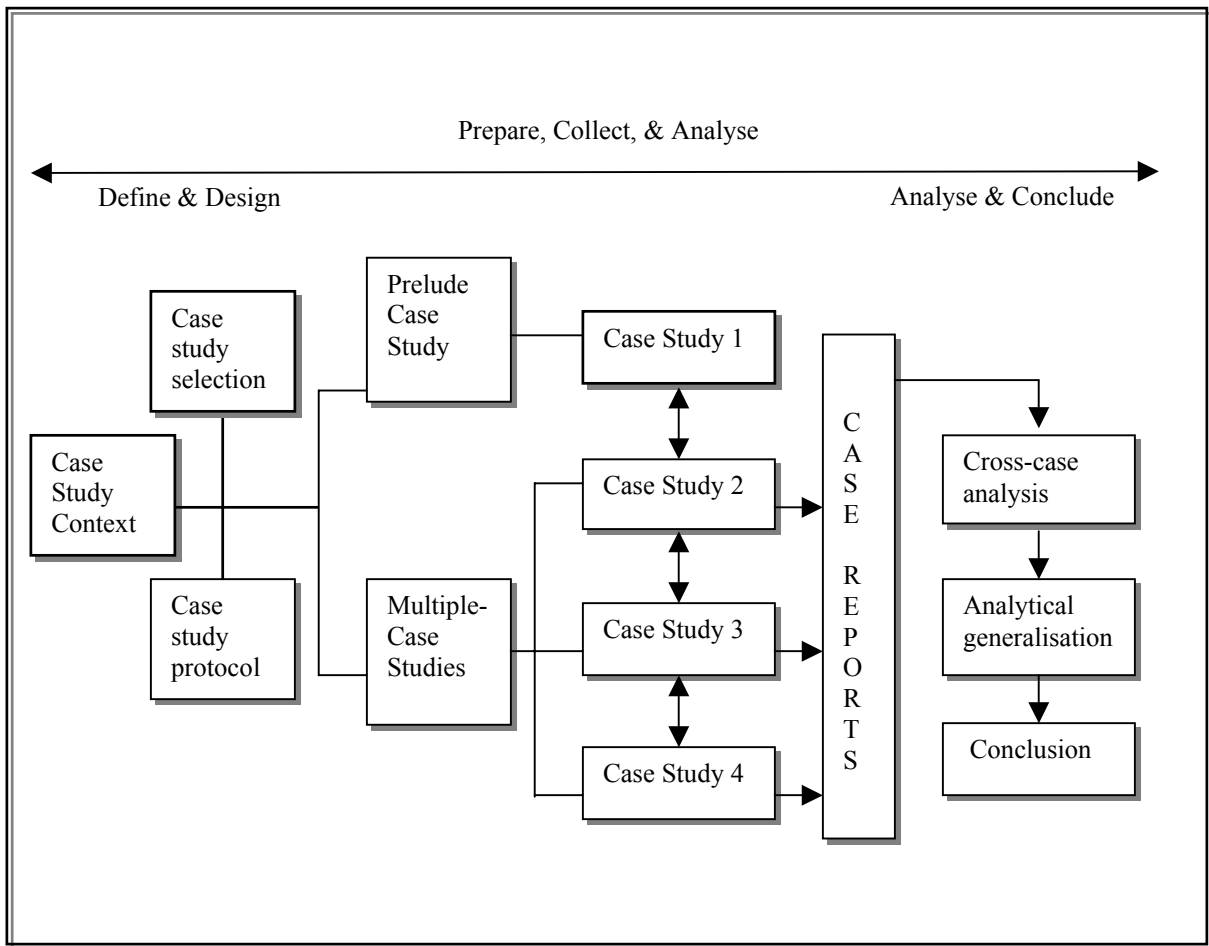 Prepare, Collect, & Analyse
Define & Design
Analyse & Conclude
Case
Study
Context
Case
study
selection
Case
study
protocol
Prelude
Case
Study
Multiple-
Case
Studies
Case Study 1
Case Study 2
Case Study 3
Case Study 4
C
A
S
E
R
E
P
O
R
T
S
Cross-case
analysis
Analytical
generalisation
Conclusion